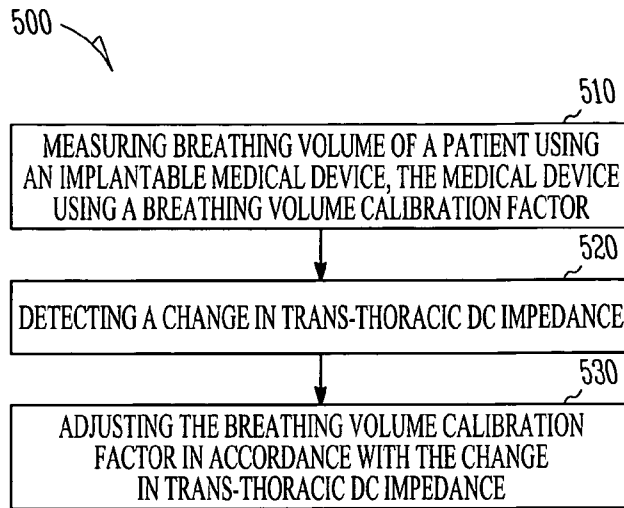 500
510
MEASURING BREATHING VOLUME OF A PATIENT USING
AN IMPLANTABLE MEDICAL DEVICE, THE MEDICAL DEVICE
USING A BREATHING VOLUME CALIBRATION FACTOR
520
DETECTING A CHANGE IN TRANS-THORACIC DC IMPEDANCE
530
ADJUSTING THE BREATHING VOLUME CALIBRATION
FACTOR IN ACCORDANCE WITH THE CHANGE
IN TRANS-THORACIC DC IMPEDANCE